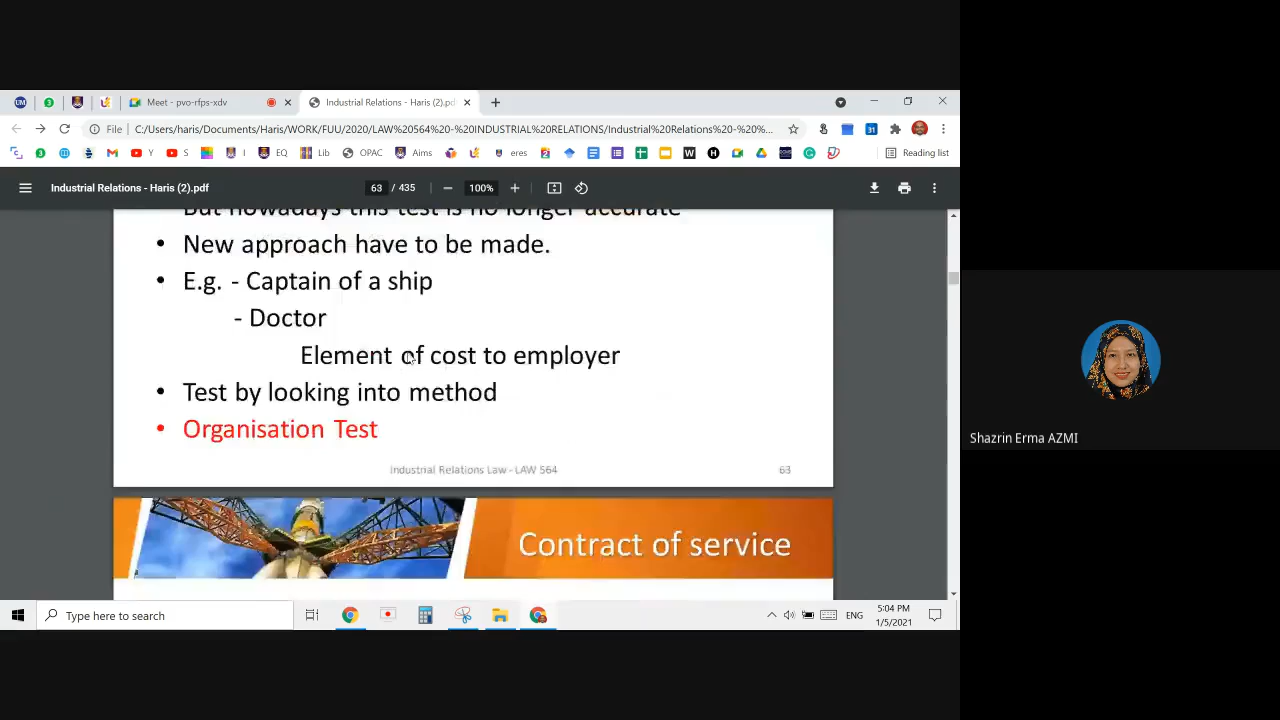 Meet - pvo-rfps-xdv
Industrial Relations - Haris (2).pd
File
C:/Users/haris/Documents/Haris/WORK/FUU/2020/LAW%20564%20-%20INDUSTRIAL%20RELATIONS/Industrial%20Relations%20-%20%...
Y S I EQ Lib OPAC Aims eres Reading list
Industrial Relations - Haris (2).pdf
63 / 435
100%
But nowadays this test is no longer accurate
• New approach have to be made.
• E.g. - Captain of a ship
- Doctor
Element of cost to employer
• Test by looking into method
• Organisation Test
Industrial Relations Law - LAW 564
63
Contract of service
Type here to search
ENG
5:04 PM
1/5/2021
Shazrin Erma AZMI